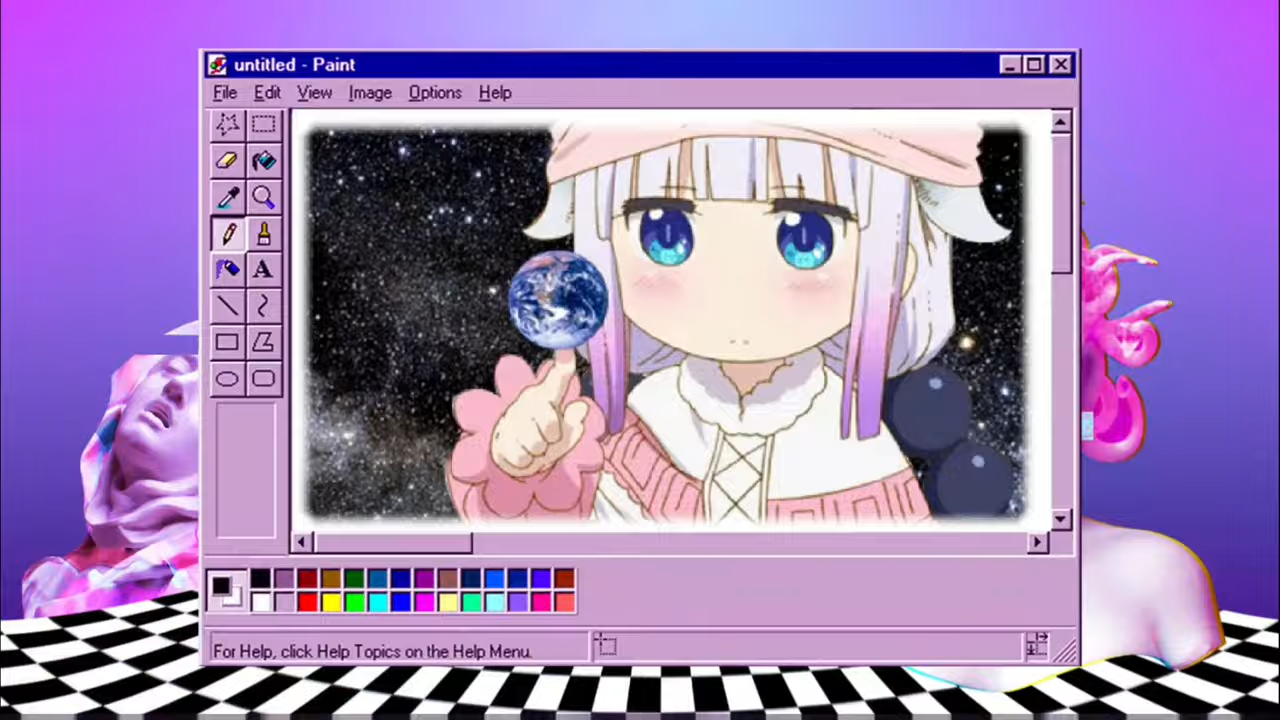 untitled - Paint
File Edit View Image Options Help
A
For Help, click Help Topics on the Help Menu.